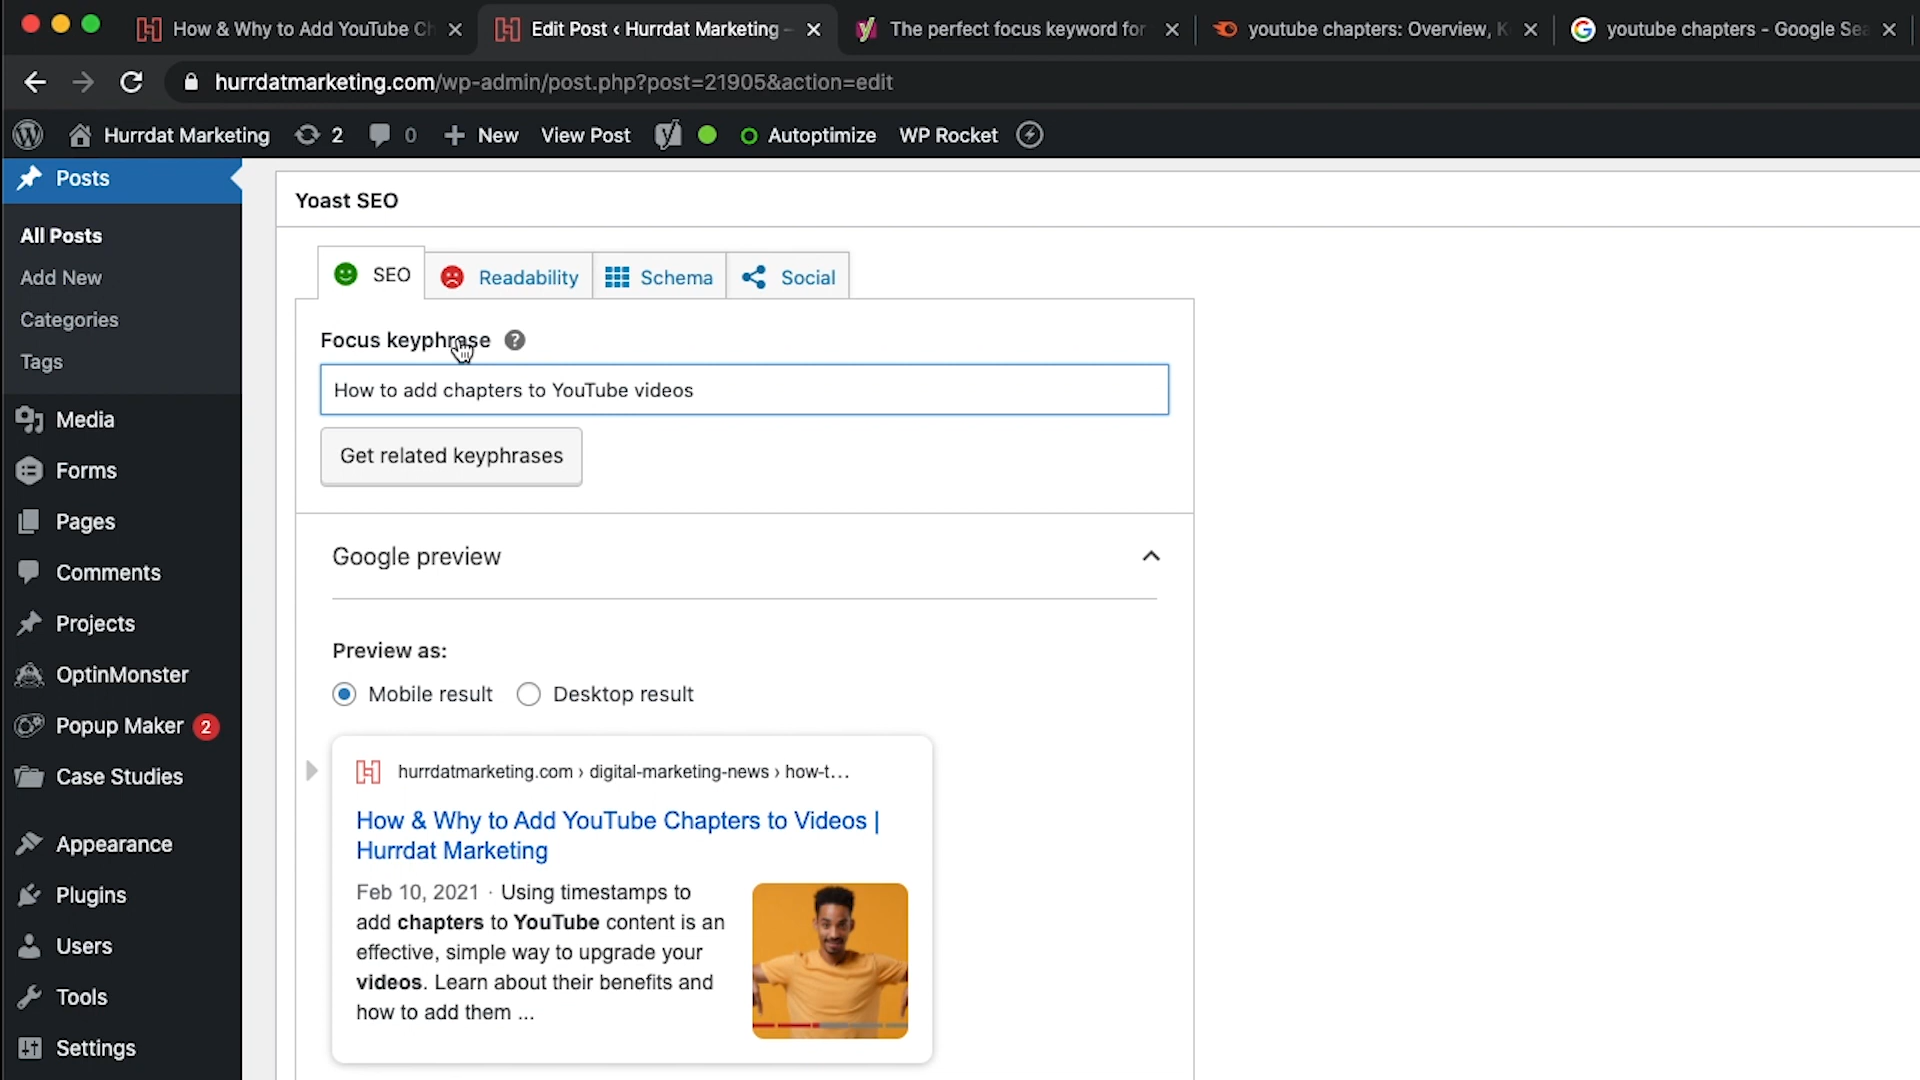 How & Why to Add YouTube Ch
Edit Post ‹ Hurrdat Marketing -
The perfect focus keyword for
youtube chapters: Overview, K
youtube chapters - Google Sea
hurrdatmarketing.com/wp-admin/post.php?post=21905&action=edit
Hurrdat Marketing 2 0 New View Post Autoptimize WP Rocket
Posts
All Posts
Add New
Categories
Tags
Media
Forms
Pages
Comments
Projects
OptinMonster
Popup Maker 2
Case Studies
Appearance
Plugins
Users
Tools
Settings
Yoast SEO
SEO Readability Schema Social
Focus keyphrase ?
How to add chapters to YouTube videos
Get related keyphrases
Google preview
Preview as:
Mobile result Desktop result
hurrdatmarketing.com › digital-marketing-news › how-t...
How & Why to Add YouTube Chapters to Videos |
Hurrdat Marketing
Feb 10, 2021 · Using timestamps to
add chapters to YouTube content is an
effective, simple way to upgrade your
videos. Learn about their benefits and
how to add them ...